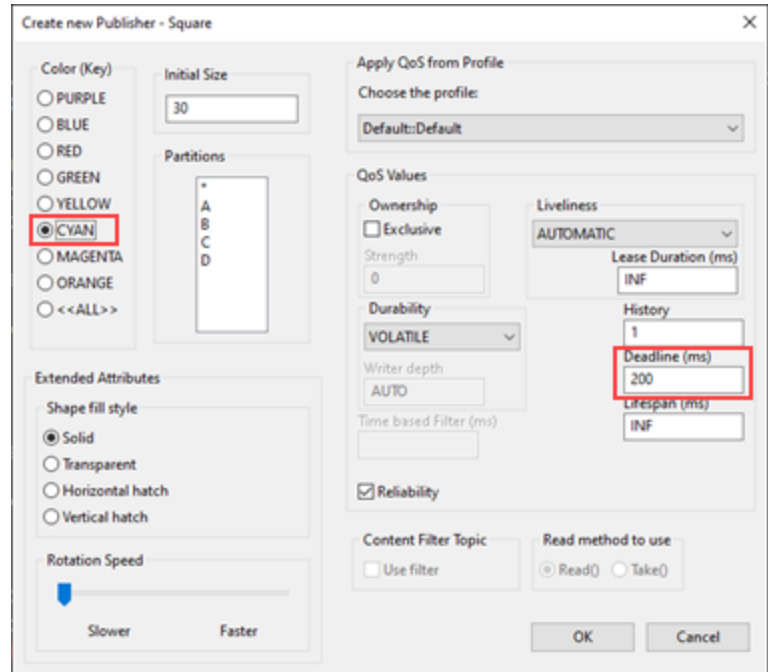 Create new Publisher - Square
Color (Key)
PURPLE
BLUE
RED
GREEN
YELLOW
CYAN
MAGENTA
ORANGE
<<ALL>>
Initial Size
30
Partitions
*
A
B
C
D
Extended Attributes
Shape fill style
Solid
Transparent
Horizontal hatch
Vertical hatch
Rotation Speed
Slower Faster
Apply QoS from Profile
Choose the profile:
Default::Default
QoS Values
Ownership
Exclusive
Strength
0
Durability
VOLATILE
Writer depth
AUTO
Time based Filter (ms)
Liveliness
AUTOMATIC
Lease Duration (ms)
INF
History
1
Deadline (ms)
200
Lifespan (ms)
INF
Reliability
Content Filter Topic
Use filter
Read method to use
Read() Take()
OK Cancel